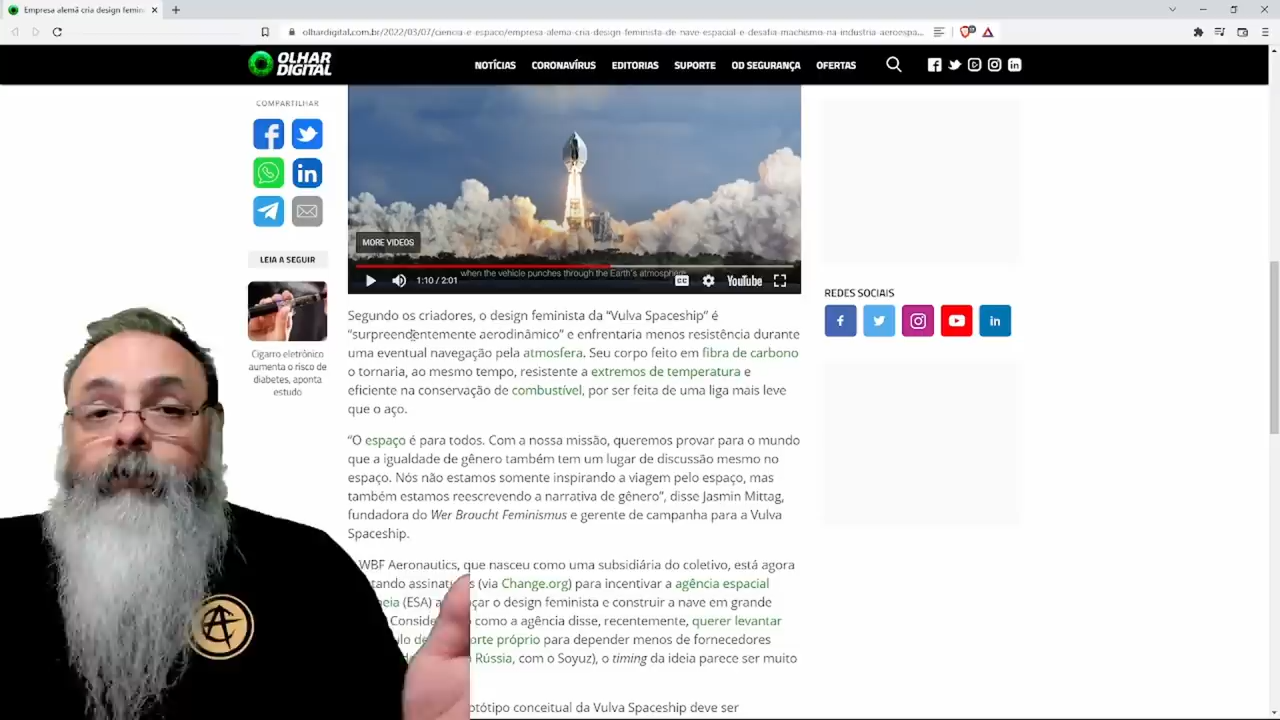 Empresa alemã cria design femin
olhardigital.com.br/2022/03/07/ciencia-e-espaco/empresa-alema-cria-design-feminista-de-nave-espacial-e-desafia-machismo-na-industria-aeroespa...
OLHAR
DIGITAL
NOTÍCIAS CORONAVÍRUS EDITORIAS SUPORTE OD SEGURANÇA OFERTAS
COMPARTILHAR
LEIA A SEGUIR
Cigarro eletrônico
aumenta o risco de
diabetes, aponta
estudo
MORE VIDEOS
when the vehicle punches through the Earth's atmosphere,
1:10 / 2:01
CC
YouTube
Segundo os criadores, o design feminista da “Vulva Spaceship” é
“surpreendentemente aerodinâmico” e enfrentaria menos resistência durante
uma eventual navegação pela atmosfera. Seu corpo feito em fibra de carbono
o tornaria, ao mesmo tempo, resistente a extremos de temperatura e
eficiente na conservação de combustível, por ser feita de uma liga mais leve
que o aço.
“O espaço é para todos. Com a nossa missão, queremos provar para o mundo
que a igualdade de gênero também tem um lugar de discussão mesmo no
espaço. Nós não estamos somente inspirando a viagem pelo espaço, mas
também estamos reescrevendo a narrativa de gênero”, disse Jasmin Mittag,
fundadora do Wer Braucht Feminismus e gerente de campanha para a Vulva
Spaceship.
WBF Aeronautics, que nasceu como uma subsidiária do coletivo, está agora
(via Change.org) para incentivar a agência espacial
(ESA) a çar o design feminista e construir a nave em grande
como a agência disse, recentemente, querer levantar
próprio para depender menos de fornecedores
Rússia, com o Soyuz), o timing da ideia parece ser muito
conceitual da Vulva Spaceship deve ser
REDES SOCIAIS